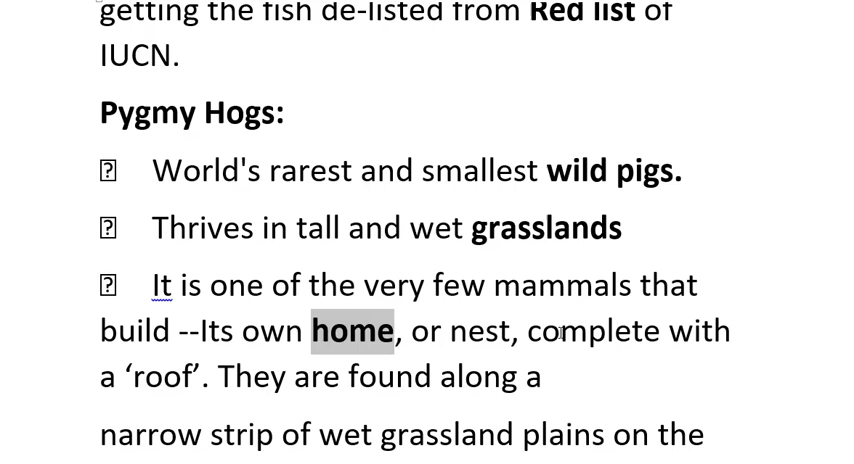 getting the fish de-listed from Red list of
IUCN.
Pygmy Hogs:
World's rarest and smallest wild pigs.
Thrives in tall and wet grasslands
It is one of the very few mammals that
build --Its own home, or nest, complete with
a ‘roof’. They are found along a
narrow strip of wet grassland plains on the